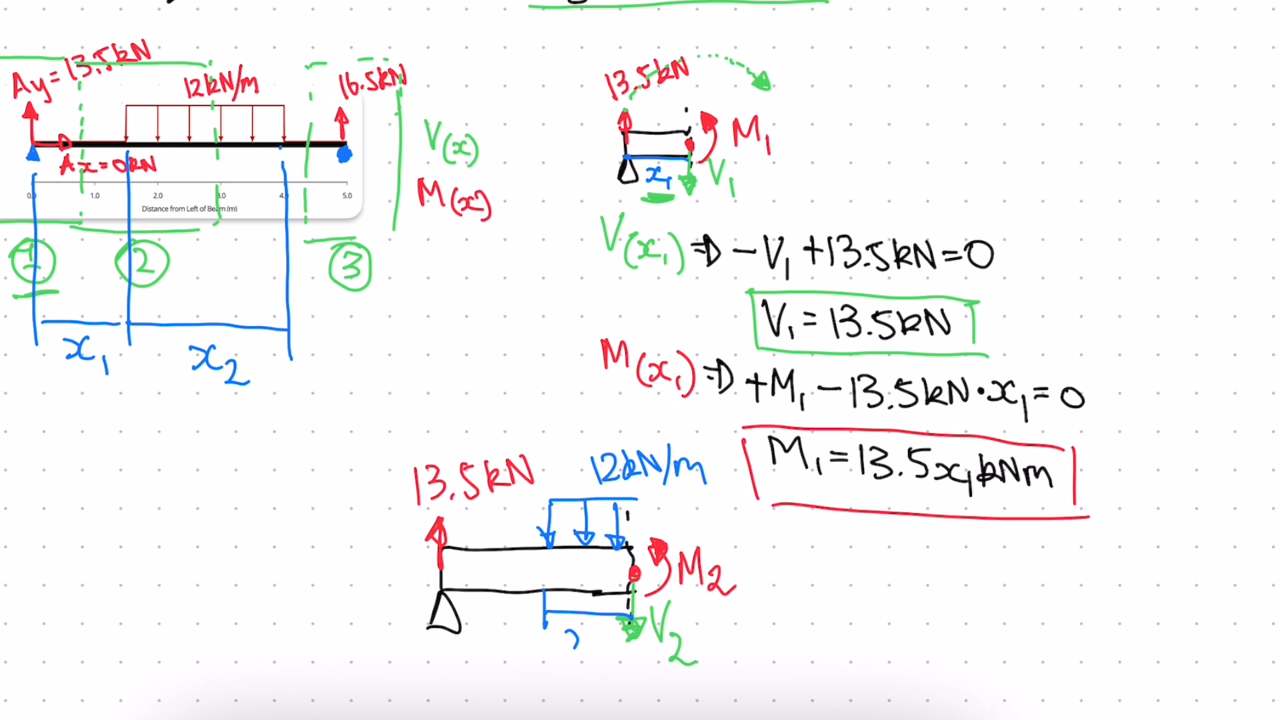 Ay = 13.5kN
12kN/m
16.5kN
Ax = 0kN
1.0
2.0
3.0
5.0
Distance from Left of Beam (m)
V(x)
M(x)
1
2
3
x1
x2
13.5kN
M1
x1
V1
V(x1) ⇒ −V1 + 13.5kN = 0
V1 = 13.5kN
M(x1) ⇒ +M1 − 13.5kN·x1 = 0
M1 = 13.5x1 kNm
13.5kN
12kN/m
M2
V2